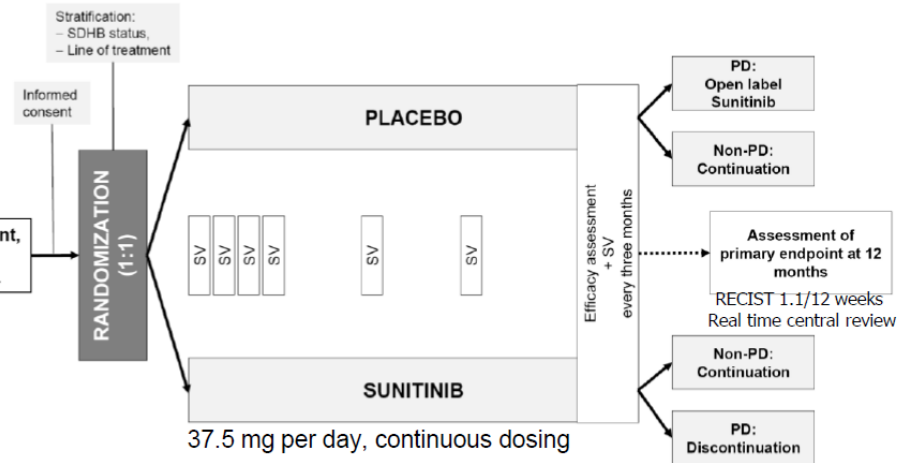 Stratification:
– SDHB status,
– Line of treatment
Informed
consent
nt,
RANDOMIZATION
(1:1)
PLACEBO
SV
SV
SV
SV
SV
SV
SUNITINIB
37.5 mg per day, continuous dosing
Efficacy assessment
+ SV
every three months
PD:
Open label
Sunitinib
Non-PD:
Continuation
Assessment of
primary endpoint at 12
months
RECIST 1.1/12 weeks
Real time central review
Non-PD:
Continuation
PD:
Discontinuation